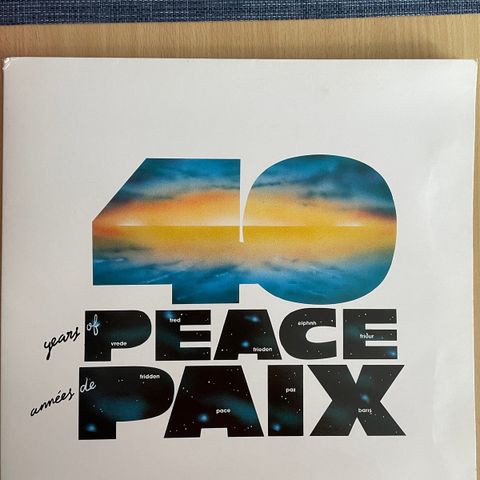 40
years of PEACE
vrede fred frieden eiphnh friður
années de PAIX
fridden pace paz barış